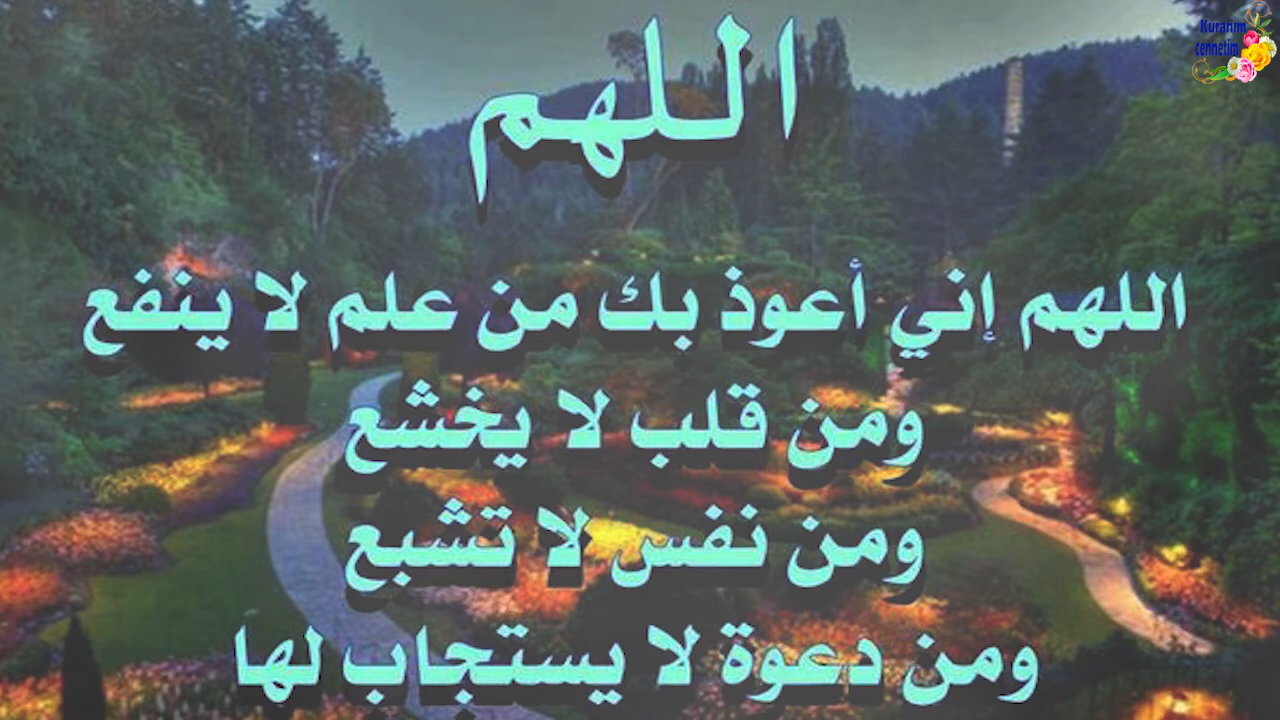 Kuranım
cennetim
اللهم
اللهم إني أعوذ بك من علم لا ينفع
ومن قلب لا يخشع
ومن نفس لا تشبع
ومن دعوة لا يستجاب لها